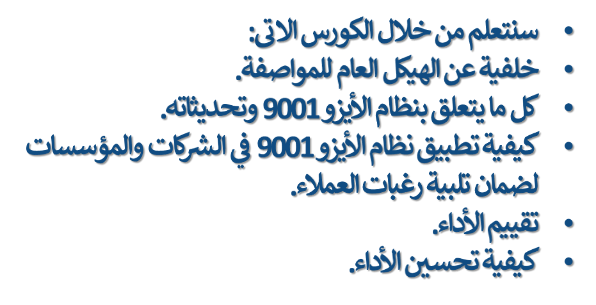 • سنتعلم من خلال الكورس الاتى:
• خلفية عن الهيكل العام للمواصفة.
• كل ما يتعلق بنظام الأيزو 9001 وتحديثاته.
• كيفية تطبيق نظام الأيزو 9001 في الشركات والمؤسسات
لضمان تلبية رغبات العملاء.
• تقييم الأداء.
• كيفية تحسين الأداء.